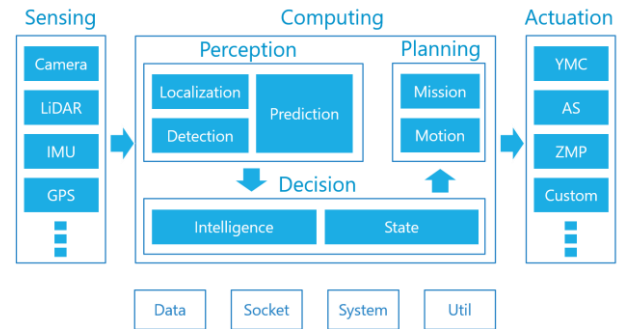 Sensing
Computing
Actuation
Perception
Planning
Camera
LiDAR
IMU
GPS
Localization
Detection
Prediction
Mission
Motion
Decision
Intelligence
State
YMC
AS
ZMP
Custom
Data
Socket
System
Util